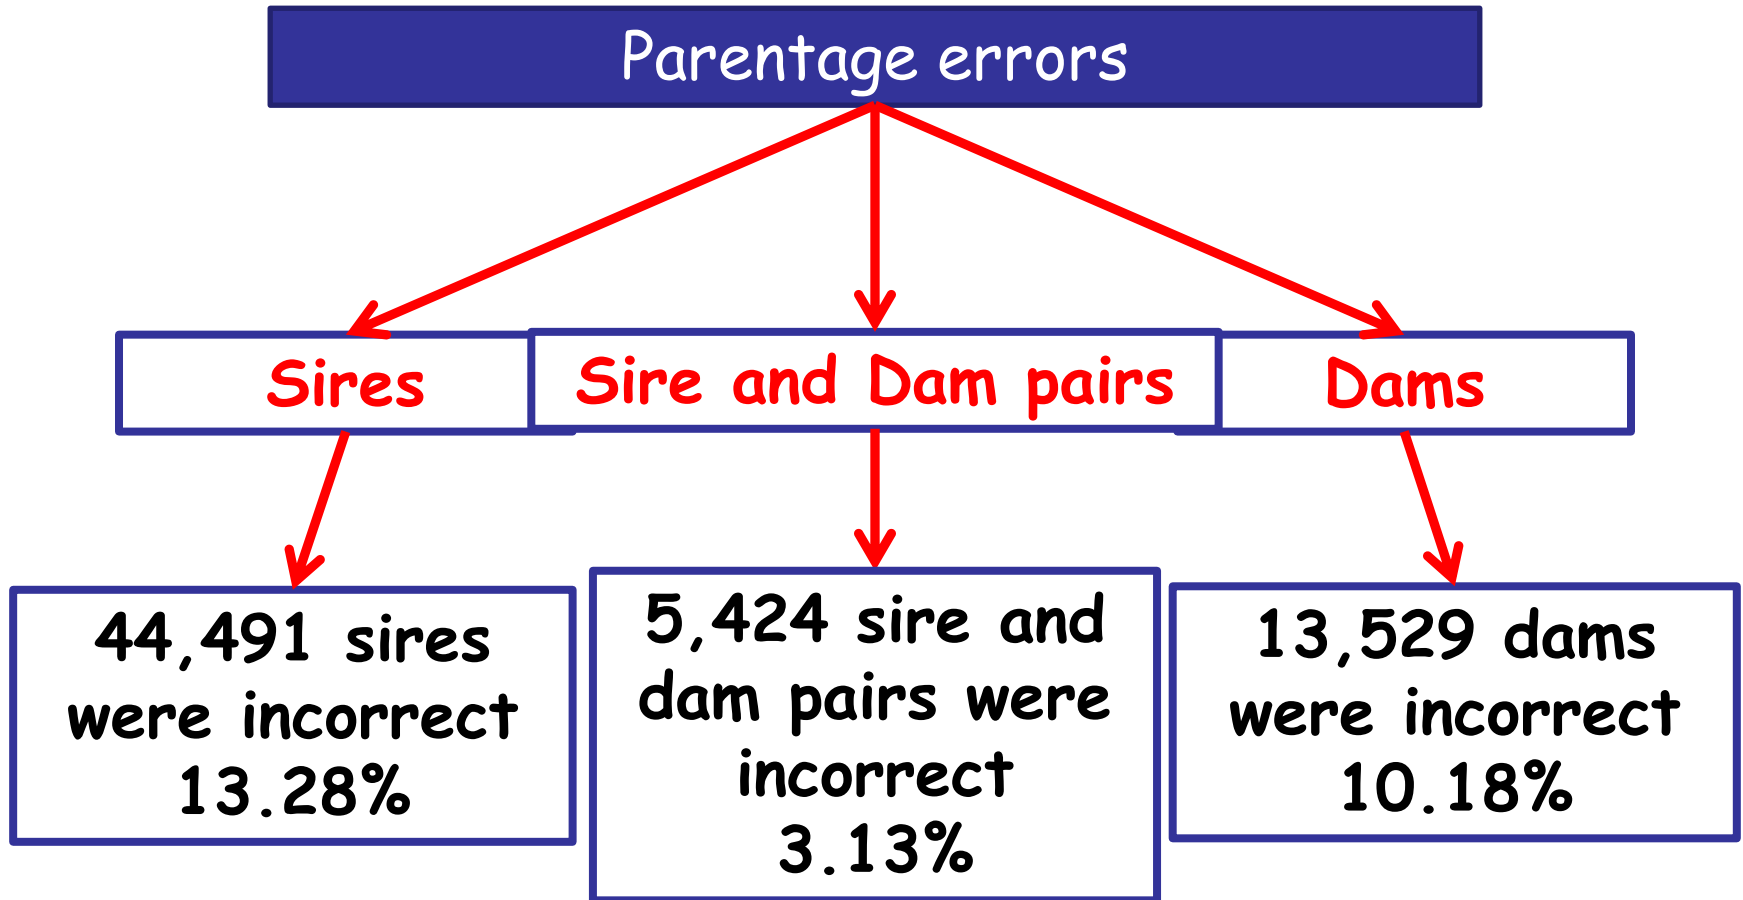 Parentage errors
Sires
Sire and Dam pairs
Dams
44,491 sires
were incorrect
13.28%
5,424 sire and
dam pairs were
incorrect
3.13%
13,529 dams
were incorrect
10.18%